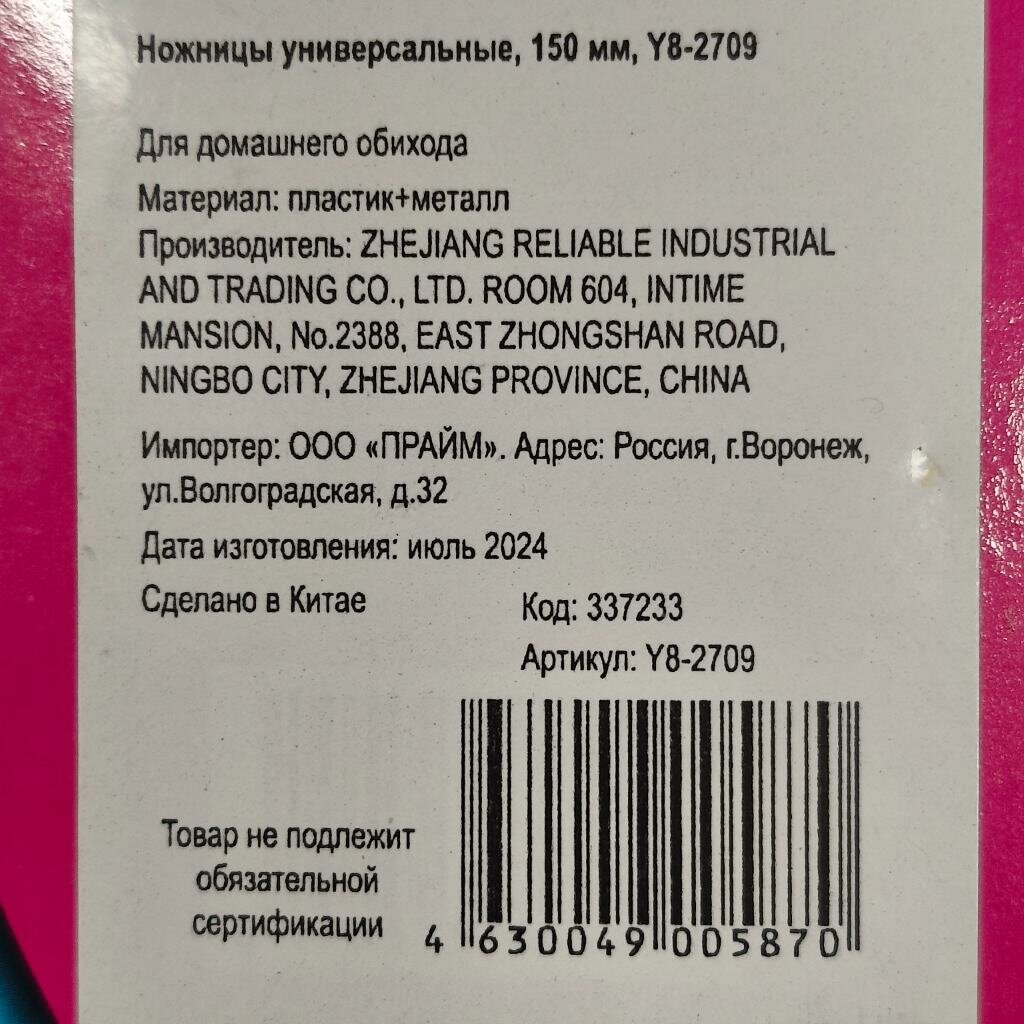 Ножницы универсальные, 150 мм, Y8-2709
Для домашнего обихода
Материал: пластик+металл
Производитель: ZHEJIANG RELIABLE INDUSTRIAL
AND TRADING CO., LTD. ROOM 604, INTIME
MANSION, No.2388, EAST ZHONGSHAN ROAD,
NINGBO CITY, ZHEJIANG PROVINCE, CHINA
Импортер: ООО «ПРАЙМ». Адрес: Россия, г.Воронеж,
ул.Волгоградская, д.32
Дата изготовления: июль 2024
Сделано в Китае
Код: 337233
Артикул: Y8-2709
Товар не подлежит
обязательной
сертификации
4 630049 005870